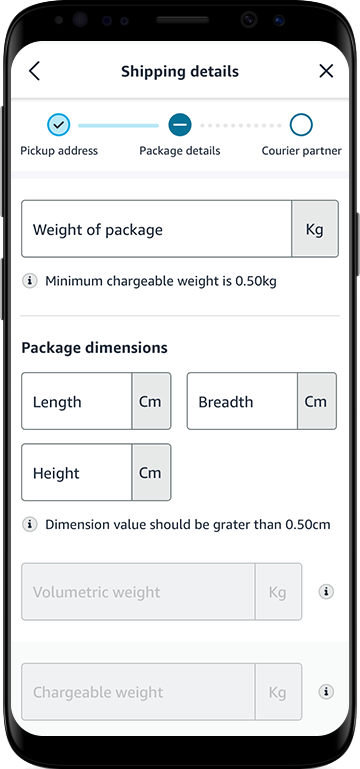 Shipping details
Pickup address Package details Courier partner
Weight of package Kg
Minimum chargeable weight is 0.50kg
Package dimensions
Length Cm Breadth Cm
Height Cm
Dimension value should be grater than 0.50cm
Volumetric weight Kg
Chargeable weight Kg